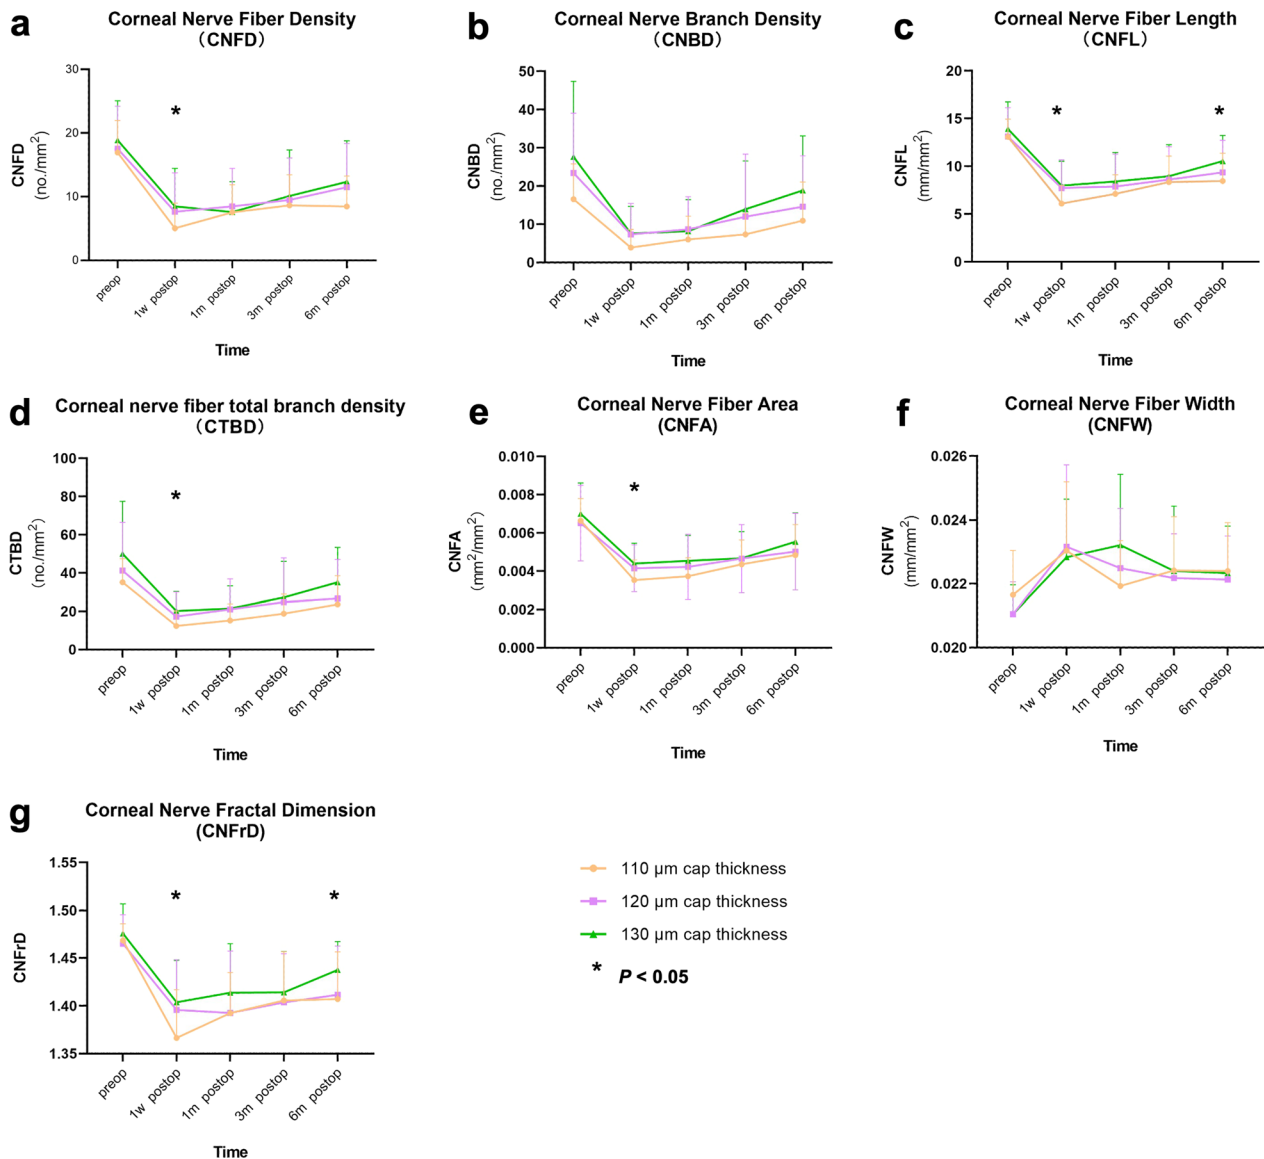 a
Corneal Nerve Fiber Density
（CNFD）
30
20
10
0
CNFD
(no./mm²)
*
preop
1w postop
1m postop
3m postop
6m postop
Time
b
Corneal Nerve Branch Density
（CNBD）
50
40
30
20
10
0
CNBD
(no./mm²)
preop
1w postop
1m postop
3m postop
6m postop
Time
c
Corneal Nerve Fiber Length
（CNFL）
20
15
10
5
0
CNFL
(mm/mm²)
*
*
preop
1w postop
1m postop
3m postop
6m postop
Time
d
Corneal nerve fiber total branch density
（CTBD）
100
80
60
40
20
0
CTBD
(no./mm²)
*
preop
1w postop
1m postop
3m postop
6m postop
Time
e
Corneal Nerve Fiber Area
(CNFA)
0.010
0.008
0.006
0.004
0.002
0.000
CNFA
(mm²/mm²)
*
preop
1w postop
1m postop
3m postop
6m postop
Time
f
Corneal Nerve Fiber Width
(CNFW)
0.026
0.024
0.022
0.020
CNFW
(mm/mm²)
preop
1w postop
1m postop
3m postop
6m postop
Time
g
Corneal Nerve Fractal Dimension
(CNFrD)
1.55
1.50
1.45
1.40
1.35
CNFrD
*
*
preop
1w postop
1m postop
3m postop
6m postop
Time
110 μm cap thickness
120 μm cap thickness
130 μm cap thickness
* P < 0.05